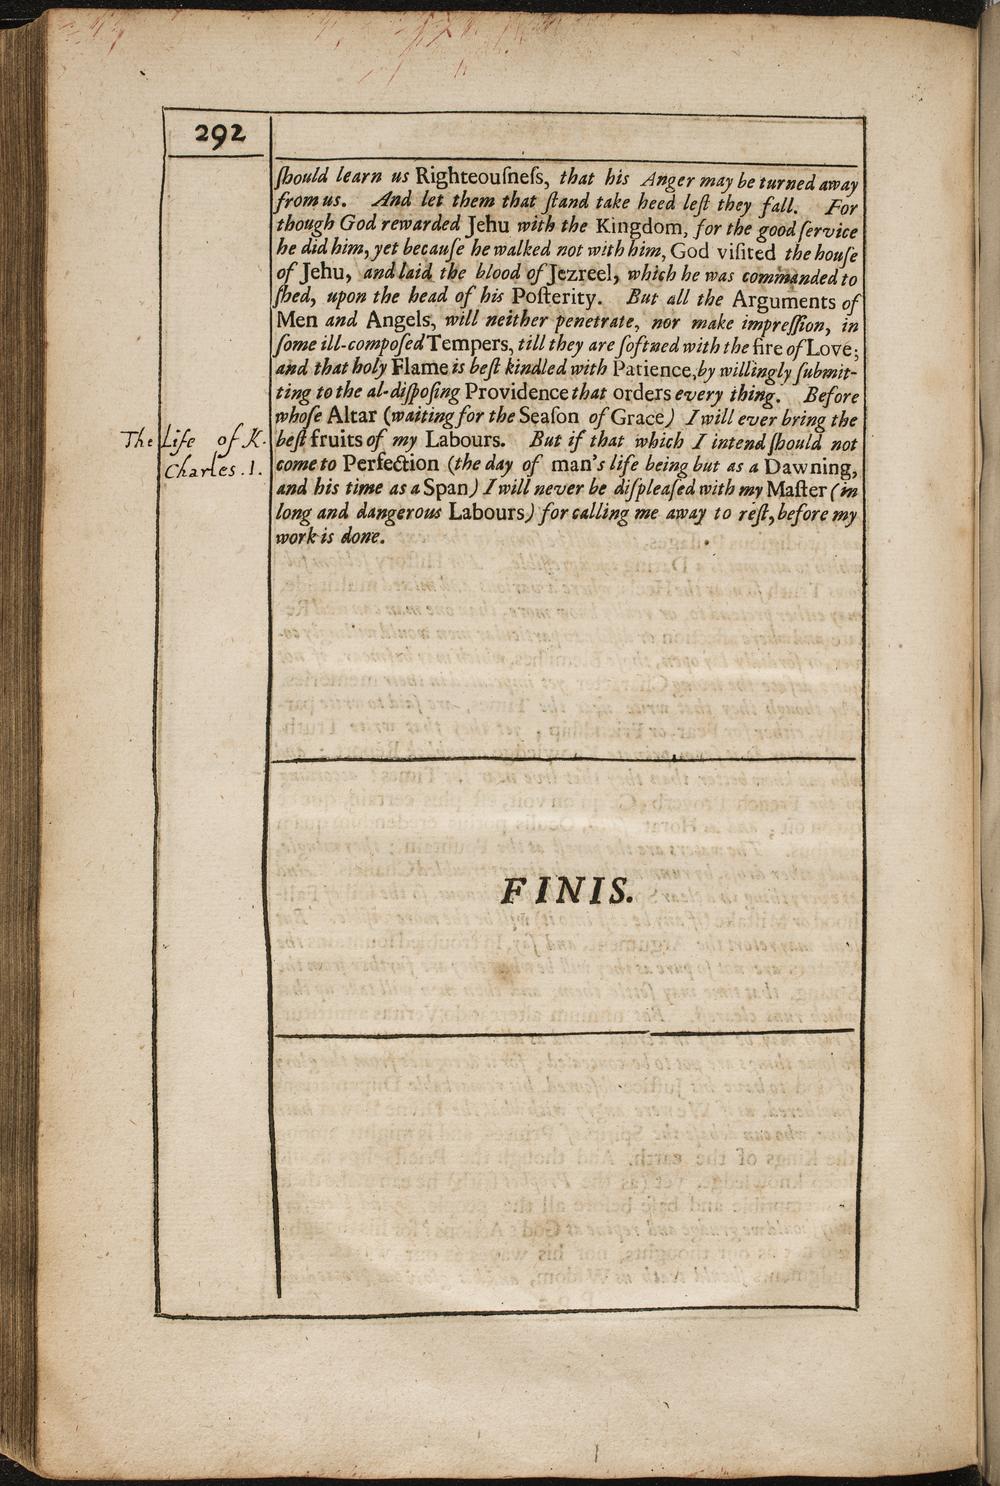 292
ſhould learn us Righteouſneſs, that his Anger may be turned away
from us. And let them that ſtand take heed leſt they fall. For
though God rewarded Jehu with the Kingdom, for the good ſervice
he did him, yet becauſe he walked not with him, God viſited the houſe
of Jehu, and laid the blood of Jezreel, which he was commanded to
ſhed, upon the head of his Poſterity. But all the Arguments of
Men and Angels, will neither penetrate, nor make impreſſion, in
ſome ill-compoſed Tempers, till they are ſoftned with the fire of Love;
and that holy Flame is beſt kindled with Patience, by willingly ſubmit-
ting to the al-diſpoſing Providence that orders every thing. Before
whoſe Altar (waiting for the Seaſon of Grace) I will ever bring the
beſt fruits of my Labours. But if that which I intend ſhould not
come to Perfection (the day of man's life being but as a Dawning,
and his time as a Span) I will never be diſpleaſed with my Maſter (in
long and dangerous Labours) for calling me away to reſt, before my
work is done.
The Life of K.
Charles. I.
FINIS.